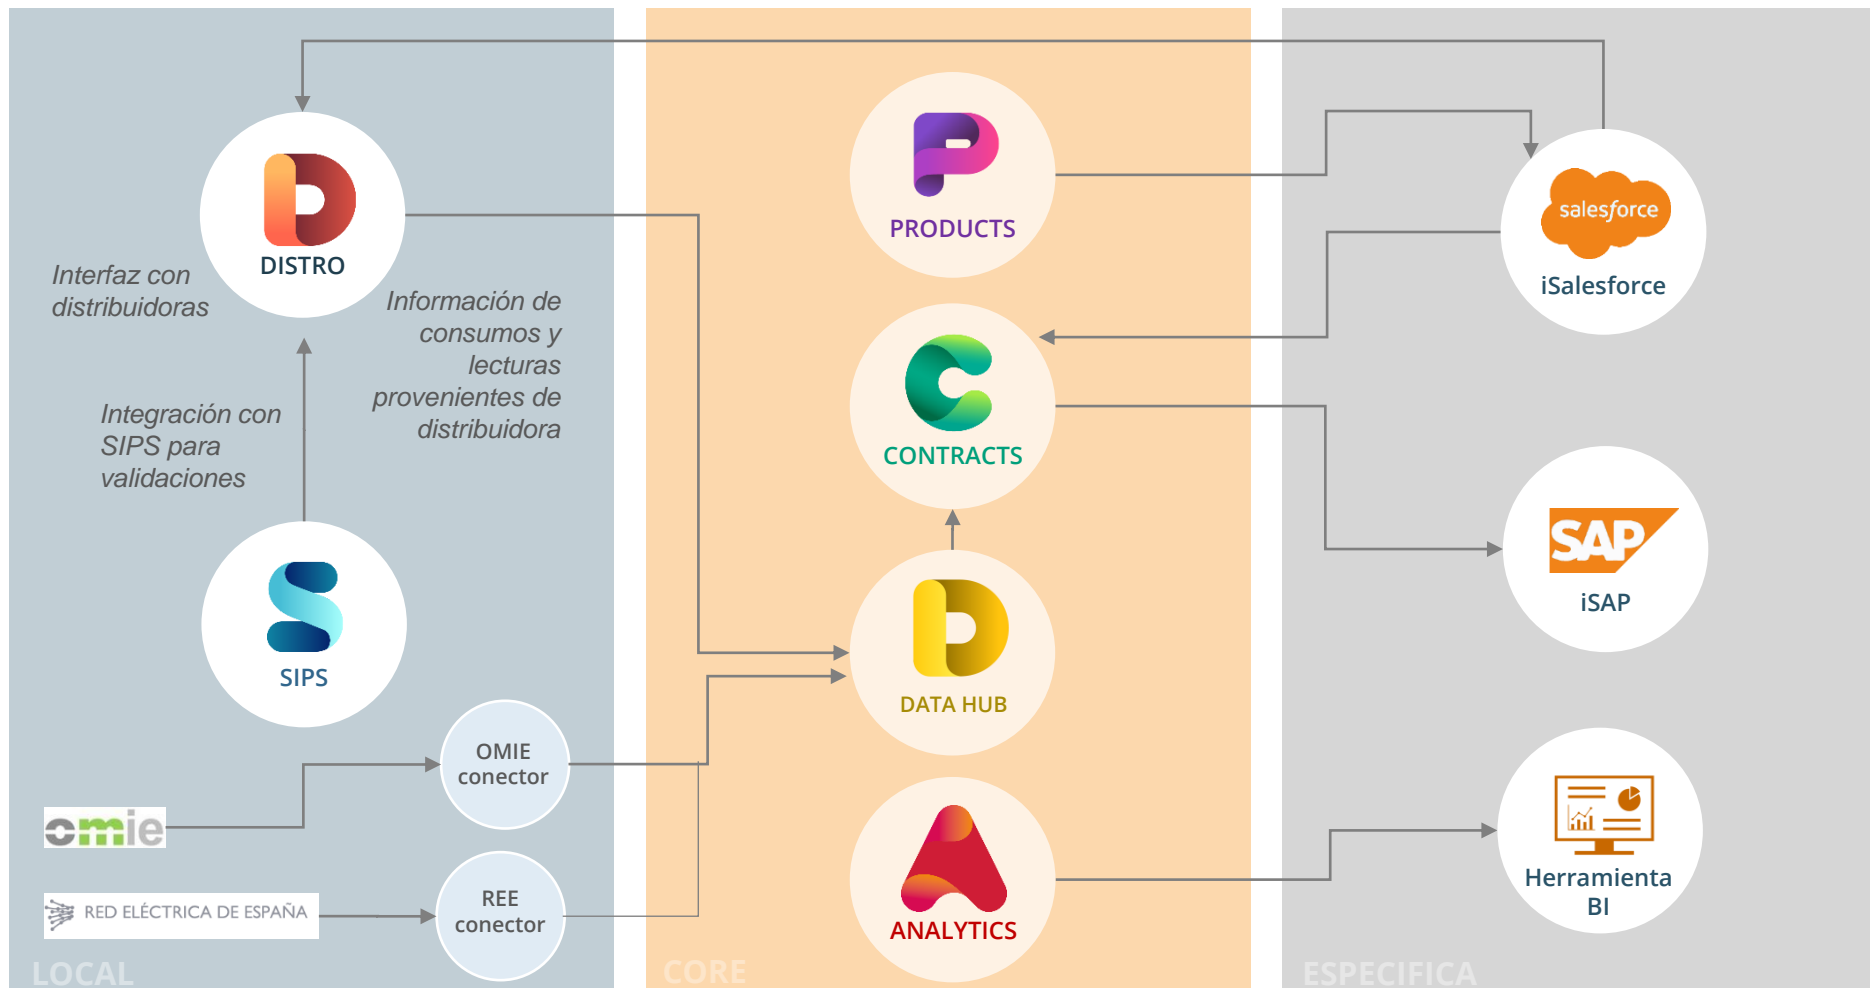 DISTRO
Interfaz con
distribuidoras
Información de
consumos y
lecturas
provenientes de
distribuidora
Integración con
SIPS para
validaciones
SIPS
OMIE
conector
omie
REE
conector
RED ELÉCTRICA DE ESPAÑA
LOCAL
PRODUCTS
CONTRACTS
DATA HUB
ANALYTICS
CORE
salesforce
iSalesforce
SAP
iSAP
Herramienta
BI
ESPECIFICA